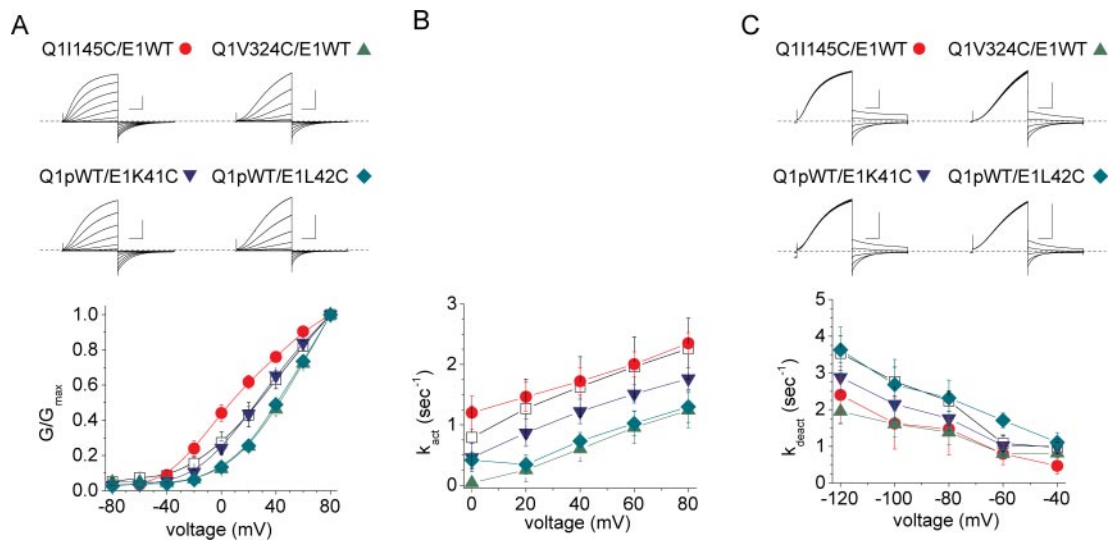 A
B
C
Q1I145C/E1WT
Q1V324C/E1WT
Q1pWT/E1K41C
Q1pWT/E1L42C
Q1I145C/E1WT
Q1V324C/E1WT
Q1pWT/E1K41C
Q1pWT/E1L42C
1.0
0.8
0.6
0.4
0.2
0.0
G/Gmax
-80 -40 0 40 80
voltage (mV)
3
2
1
0
kact (sec-1)
0 20 40 60 80
voltage (mV)
5
4
3
2
1
0
kdeact (sec-1)
-120 -100 -80 -60 -40
voltage (mV)